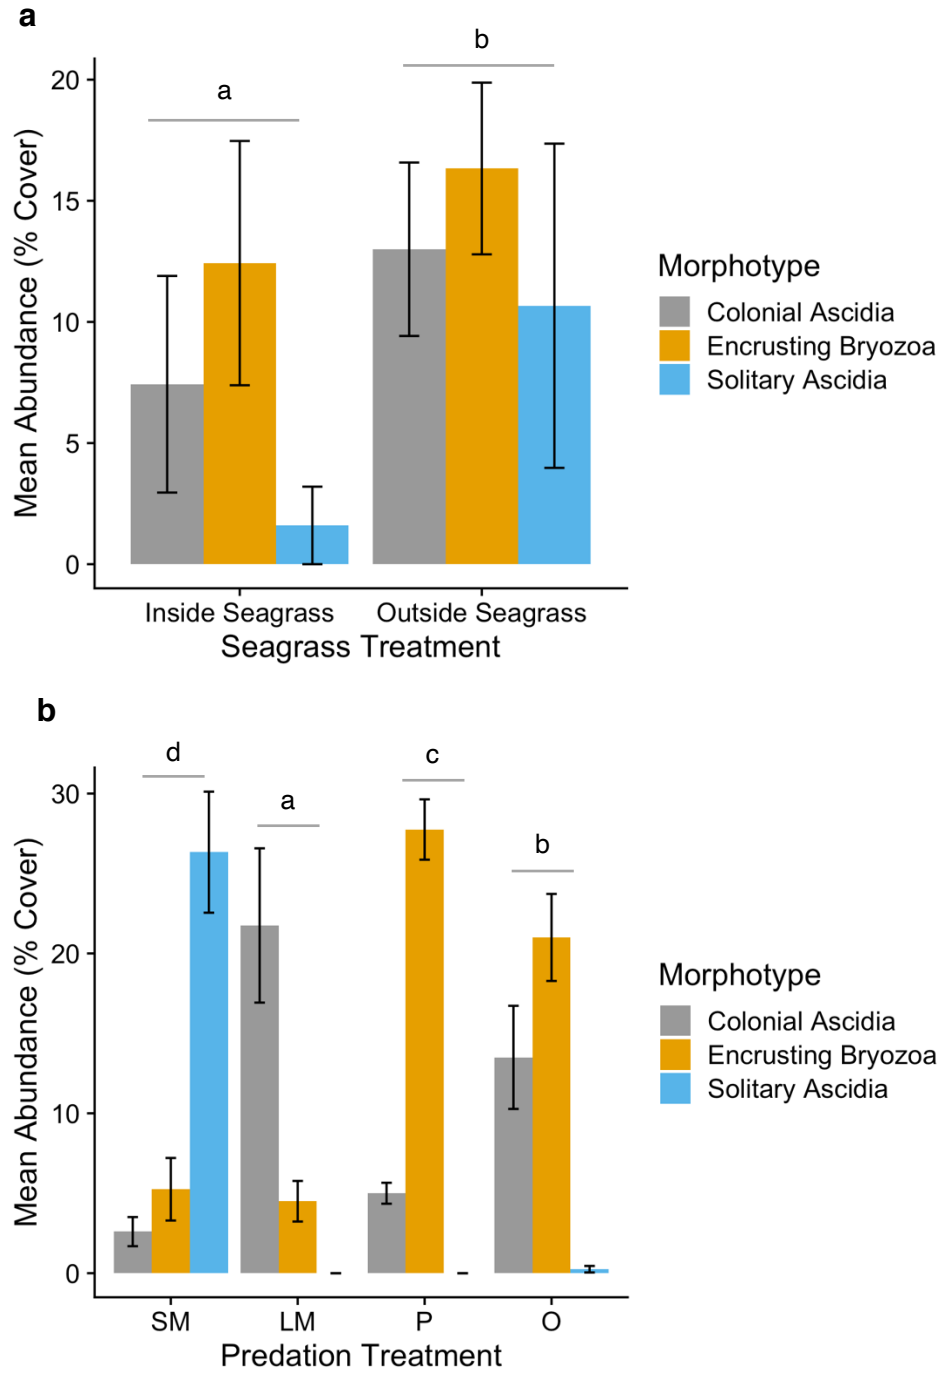 a
b
a
20
15
10
5
0
Mean Abundance (% Cover)
Inside Seagrass Outside Seagrass
Seagrass Treatment
Morphotype
Colonial Ascidia
Encrusting Bryozoa
Solitary Ascidia
b
d
c
a
b
30
20
10
0
Mean Abundance (% Cover)
SM LM P O
Predation Treatment
Morphotype
Colonial Ascidia
Encrusting Bryozoa
Solitary Ascidia